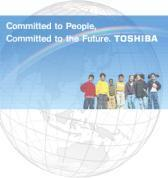 Committed to People,
Committed to the Future. TOSHIBA